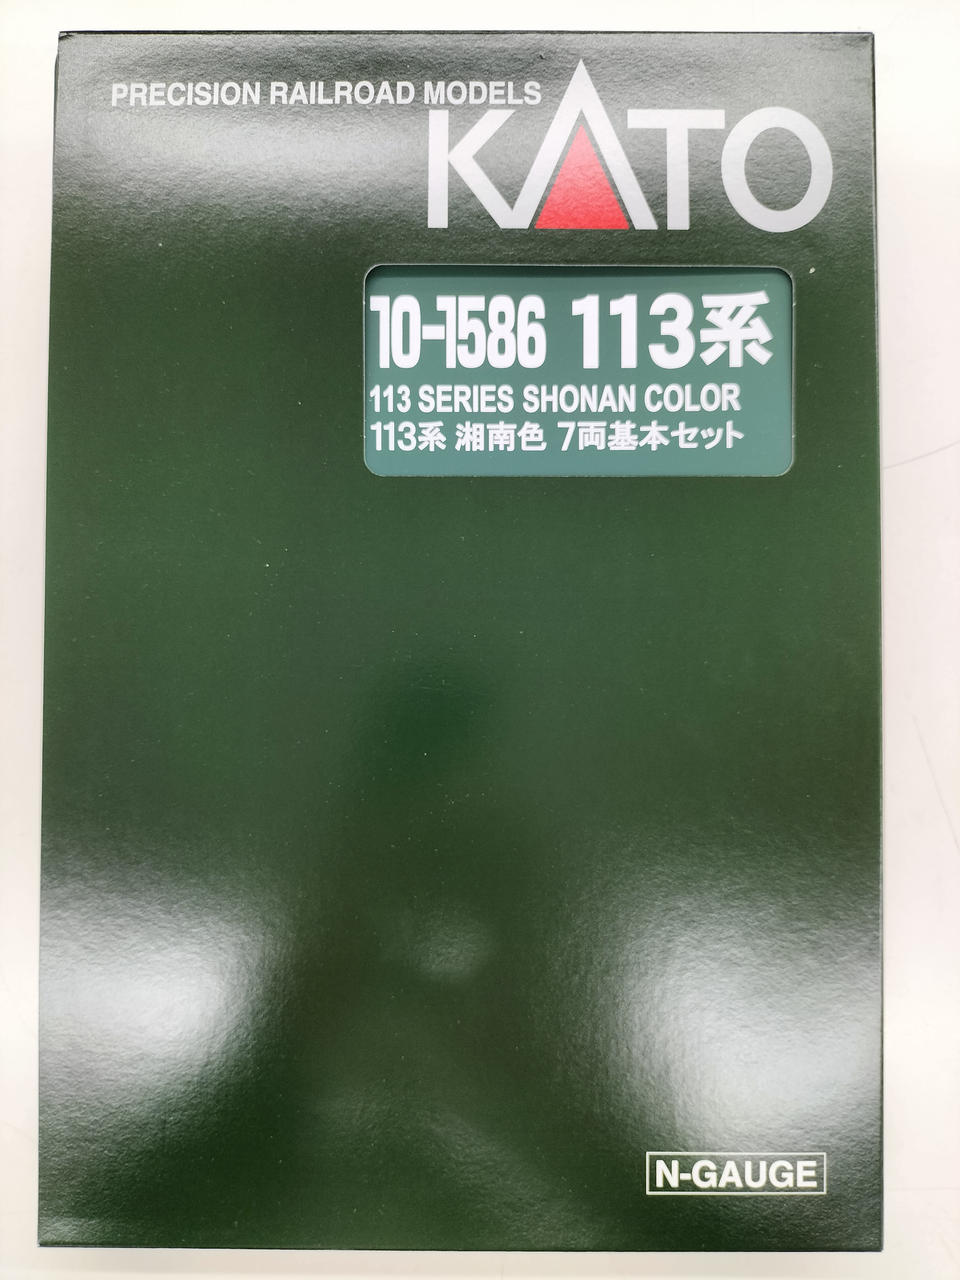 PRECISION RAILROAD MODELS
KATO
10-1586 113系
113 SERIES SHONAN COLOR
113系 湘南色 7両基本セット
N-GAUGE